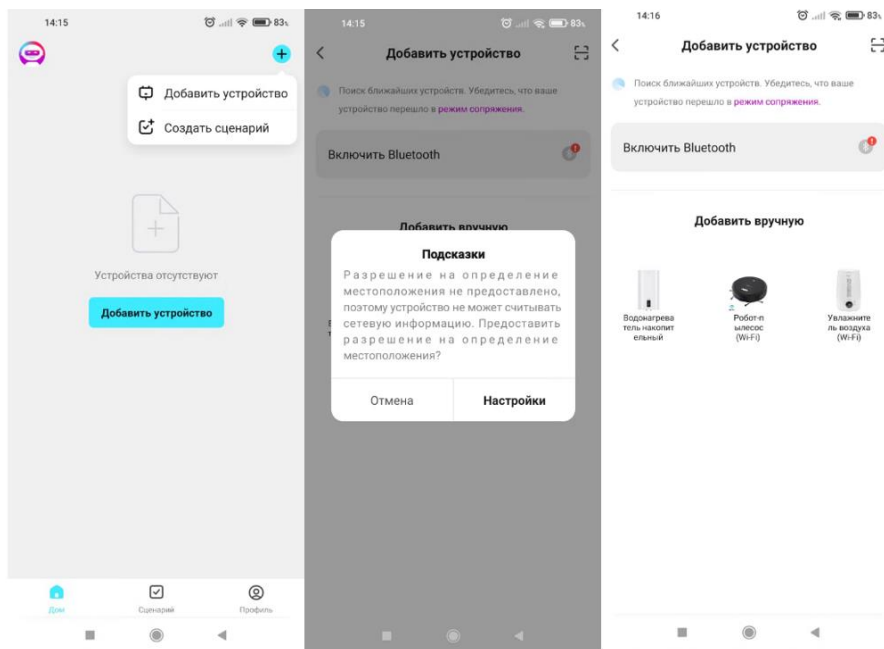 14:15
83%
Добавить устройство
Создать сценарий
Устройства отсутствуют
Добавить устройство
Дом
Сценарий
Профиль
14:15
83%
Добавить устройство
Поиск ближайших устройств. Убедитесь, что ваше
устройство перешло в режим сопряжения.
Включить Bluetooth
Добавить вручную
Подсказки
Разрешение на определение
местоположения не предоставлено,
поэтому устройство не может считывать
сетевую информацию. Предоставить
разрешение на определение
местоположения?
Отмена
Настройки
14:16
83%
Добавить устройство
Поиск ближайших устройств. Убедитесь, что ваше
устройство перешло в режим сопряжения.
Включить Bluetooth
Добавить вручную
Водонагрева
тель накопит
ельный
Робот-п
ылесос
(Wi-Fi)
Увлажните
ль воздуха
(Wi-Fi)